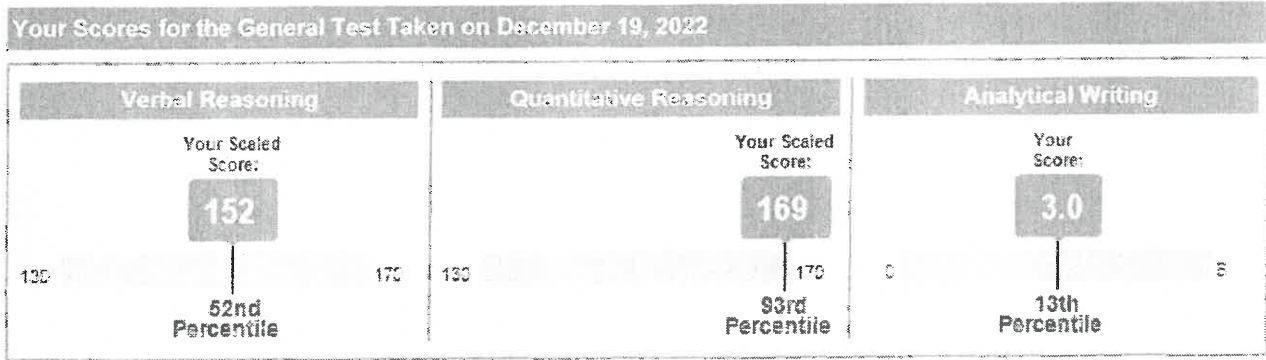 Your Scores for the General Test Taken on December 19, 2022
Verbal Reasoning
Your Scaled
Score:
152
130
170
52nd
Percentile
Quantitative Reasoning
Your Scaled
Score:
169
130
170
93rd
Percentile
Analytical Writing
Your
Score:
3.0
0
6
13th
Percentile